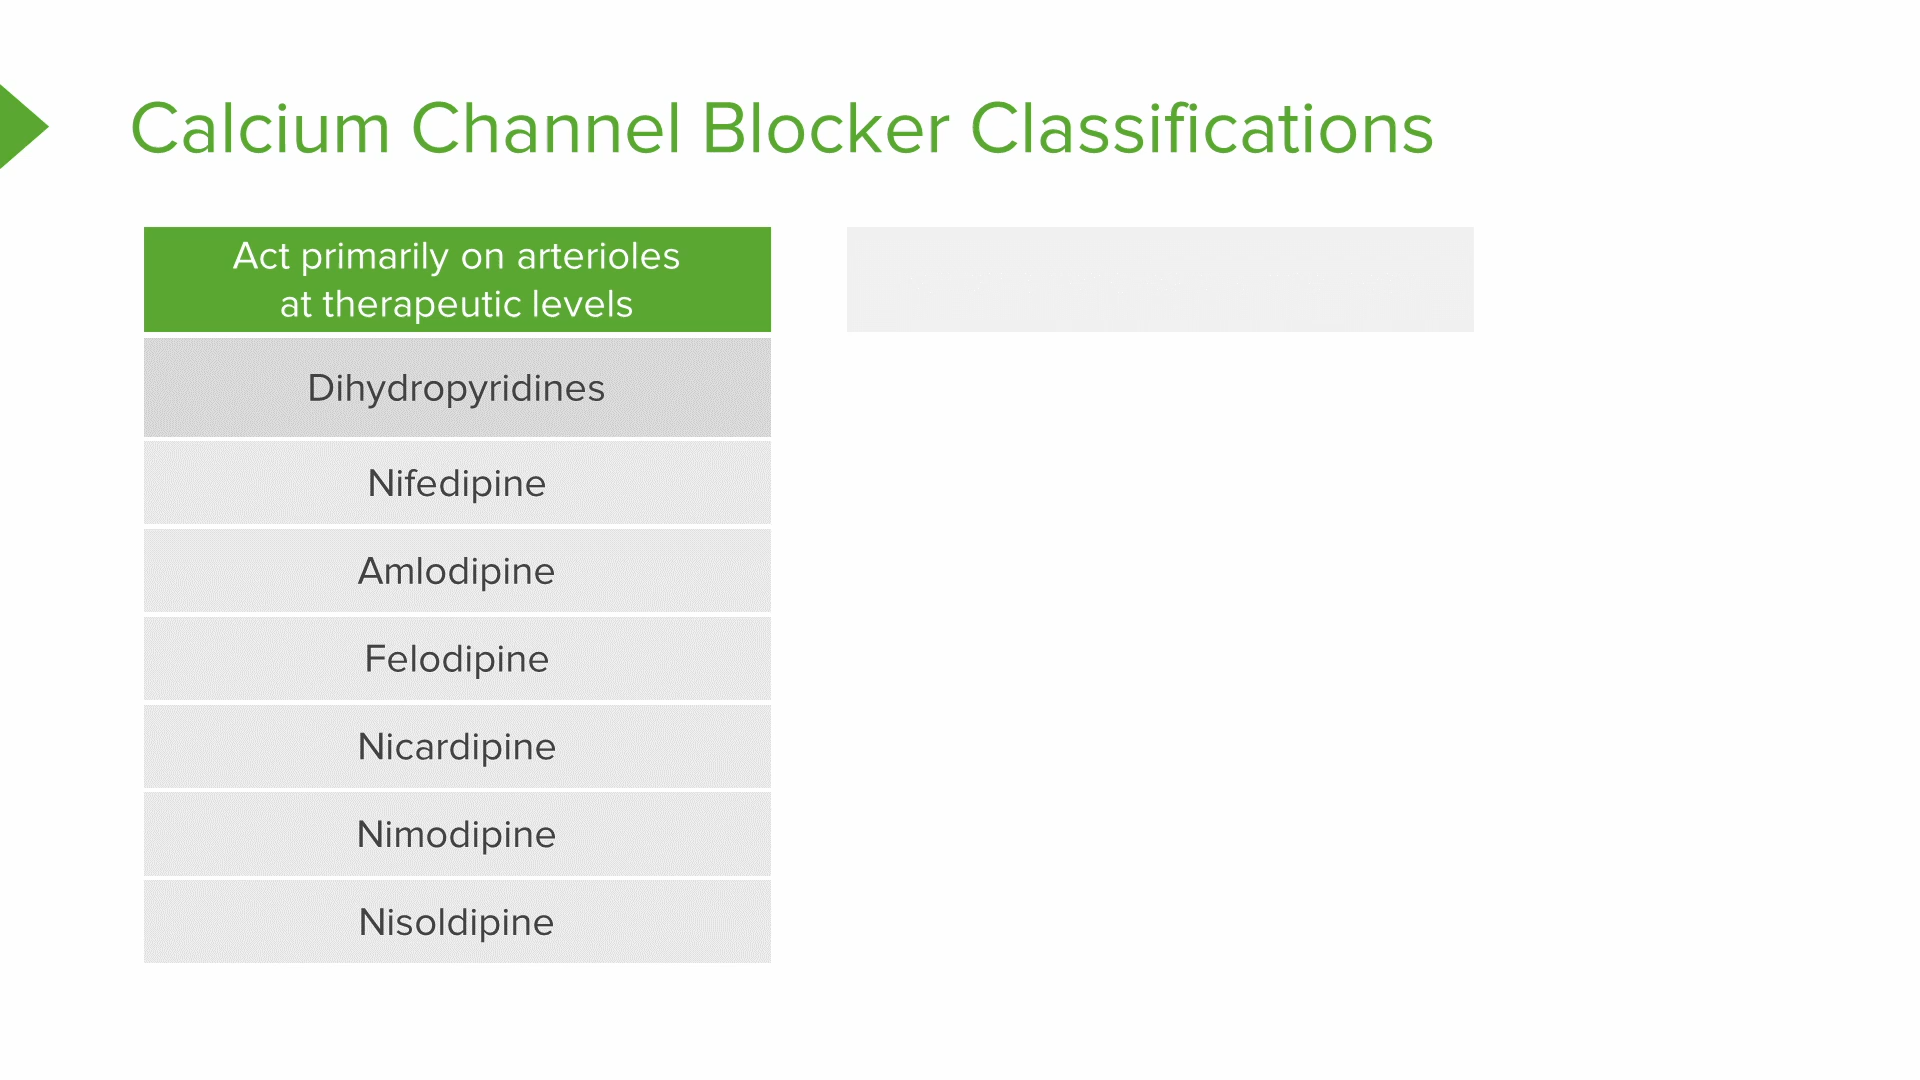 Calcium Channel Blocker Classifications
Act primarily on arterioles
at therapeutic levels
Dihydropyridines
Nifedipine
Amlodipine
Felodipine
Nicardipine
Nimodipine
Nisoldipine